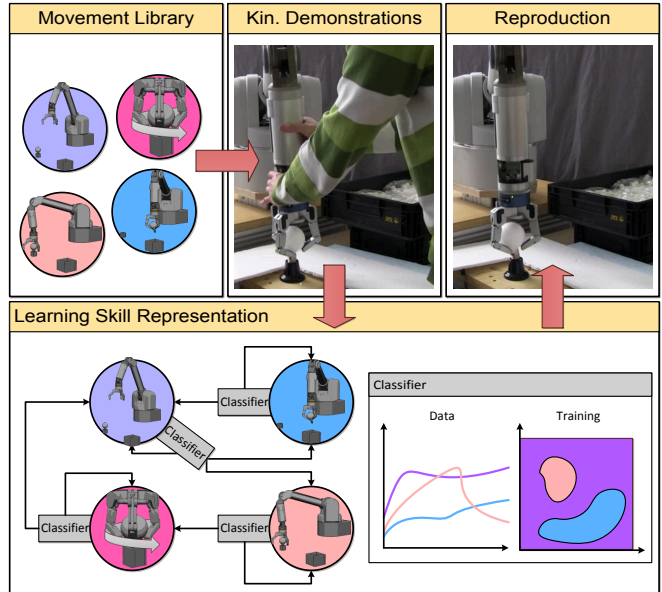 Movement Library
Kin. Demonstrations
Reproduction
Learning Skill Representation
Classifier
Classifier
Classifier
Classifier
Classifier
Data
Training